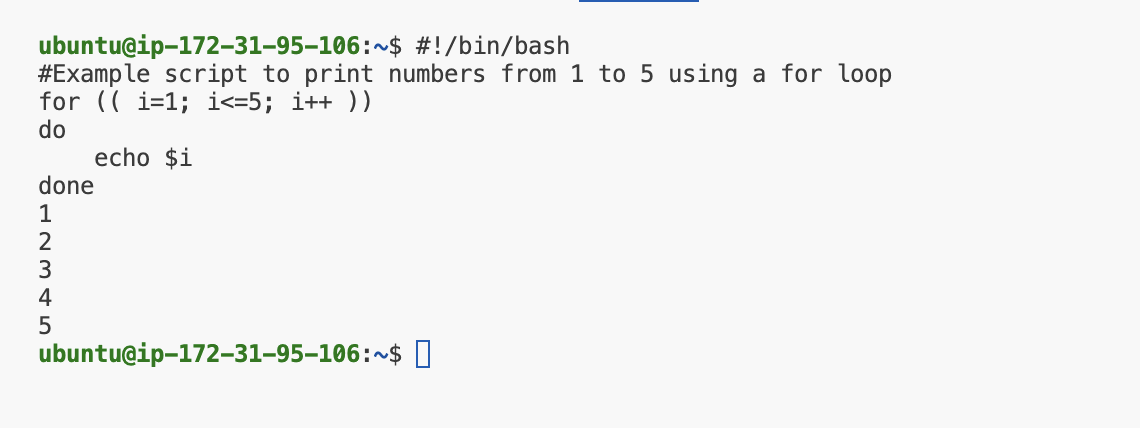 ubuntu@ip-172-31-95-106:~$ #!/bin/bash
#Example script to print numbers from 1 to 5 using a for loop
for (( i=1; i<=5; i++ ))
do
    echo $i
done
1
2
3
4
5
ubuntu@ip-172-31-95-106:~$